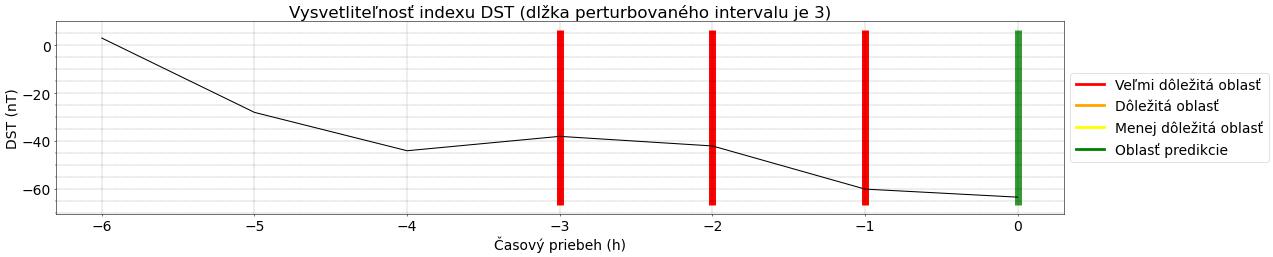 Vysvetliteľnosť indexu DST (dlžka perturbovaného intervalu je 3)
DST (nT)
0
−20
−40
−60
−6
−5
−4
−3
−2
−1
0
Časový priebeh (h)
Veľmi dôležitá oblasť
Dôležitá oblasť
Menej dôležitá oblasť
Oblasť predikcie